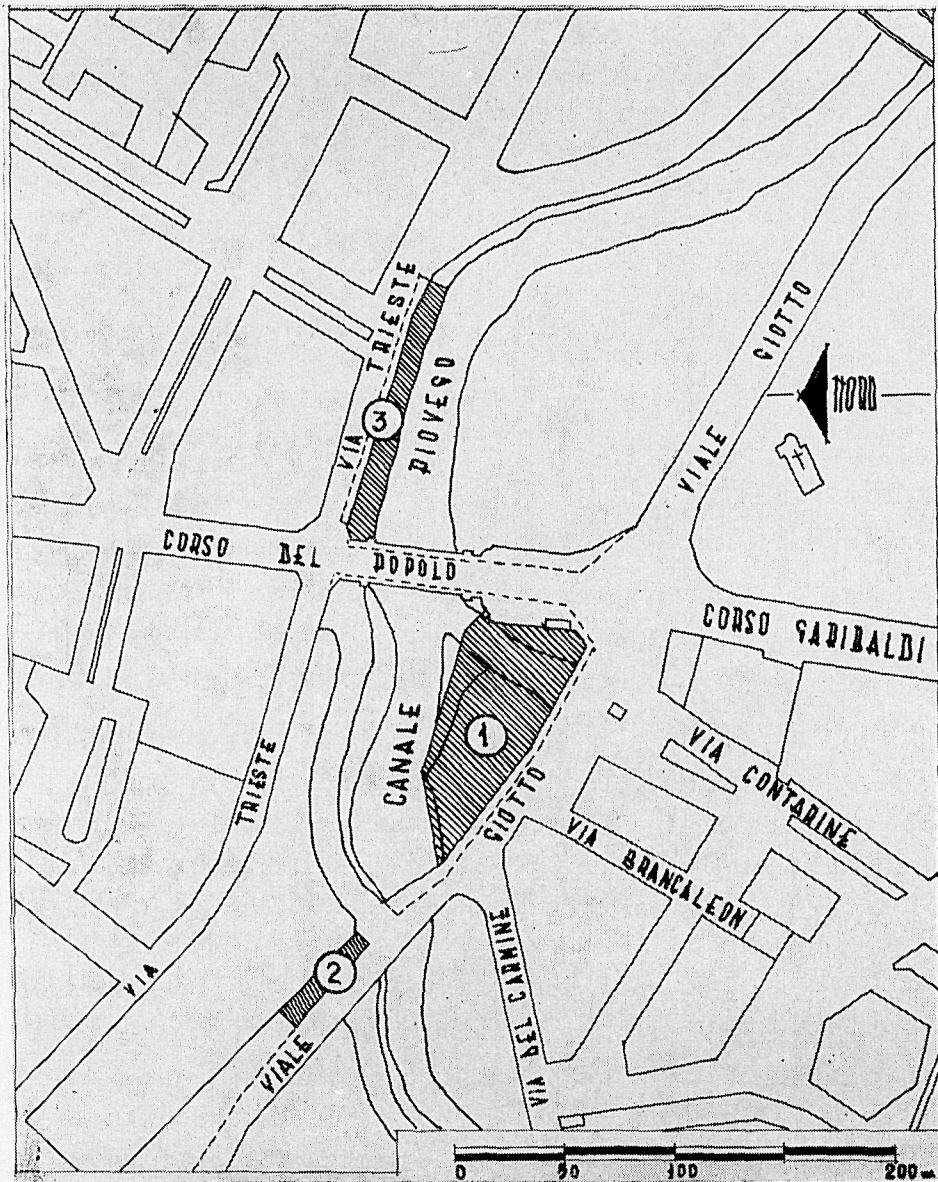 VIA TRIESTE
3
PIOVEGO
VIALE GIOTTO
NORD
CORSO DEL POPOLO
CORSO GARIBALDI
CANALE
1
VIA CONTARINE
VIA TRIESTE
GIOTTO
VIA BRANCALEON
2
VIALE
VIA DEL CARMINE
0 50 100 200 m